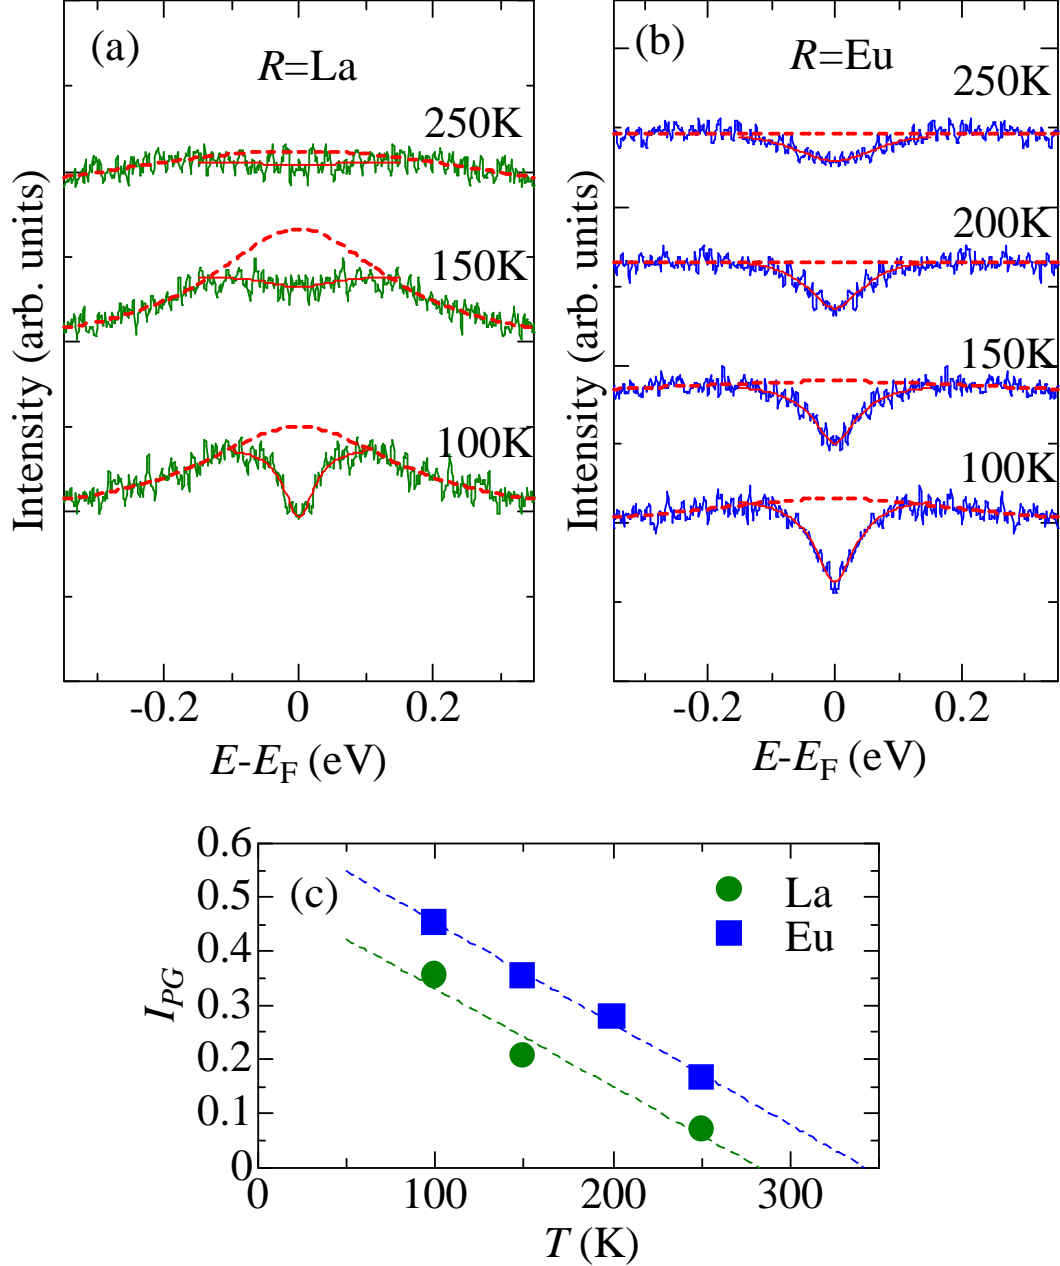 (a)
R=La
250K
150K
100K
Intensity (arb. units)
-0.2
0
0.2
E-EF (eV)
(b)
R=Eu
250K
200K
150K
100K
Intensity (arb. units)
-0.2
0
0.2
E-EF (eV)
(c)
La
Eu
0.6
0.5
0.4
0.3
0.2
0.1
0
IPG
0
100
200
300
T (K)